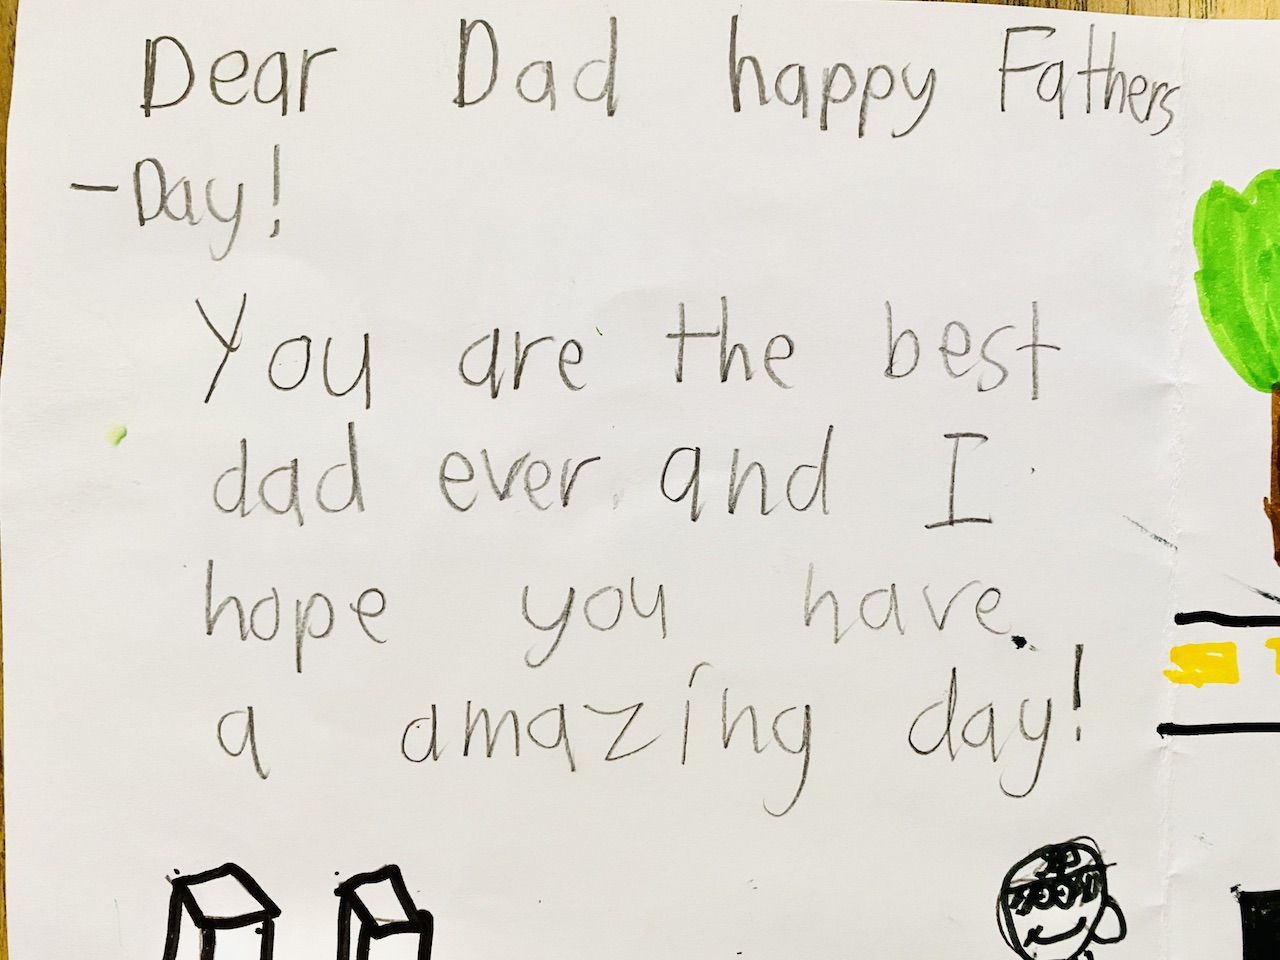 Dear Dad happy Fathers
-Day!
You are the best
dad ever and I
hope you have
a amazing day!